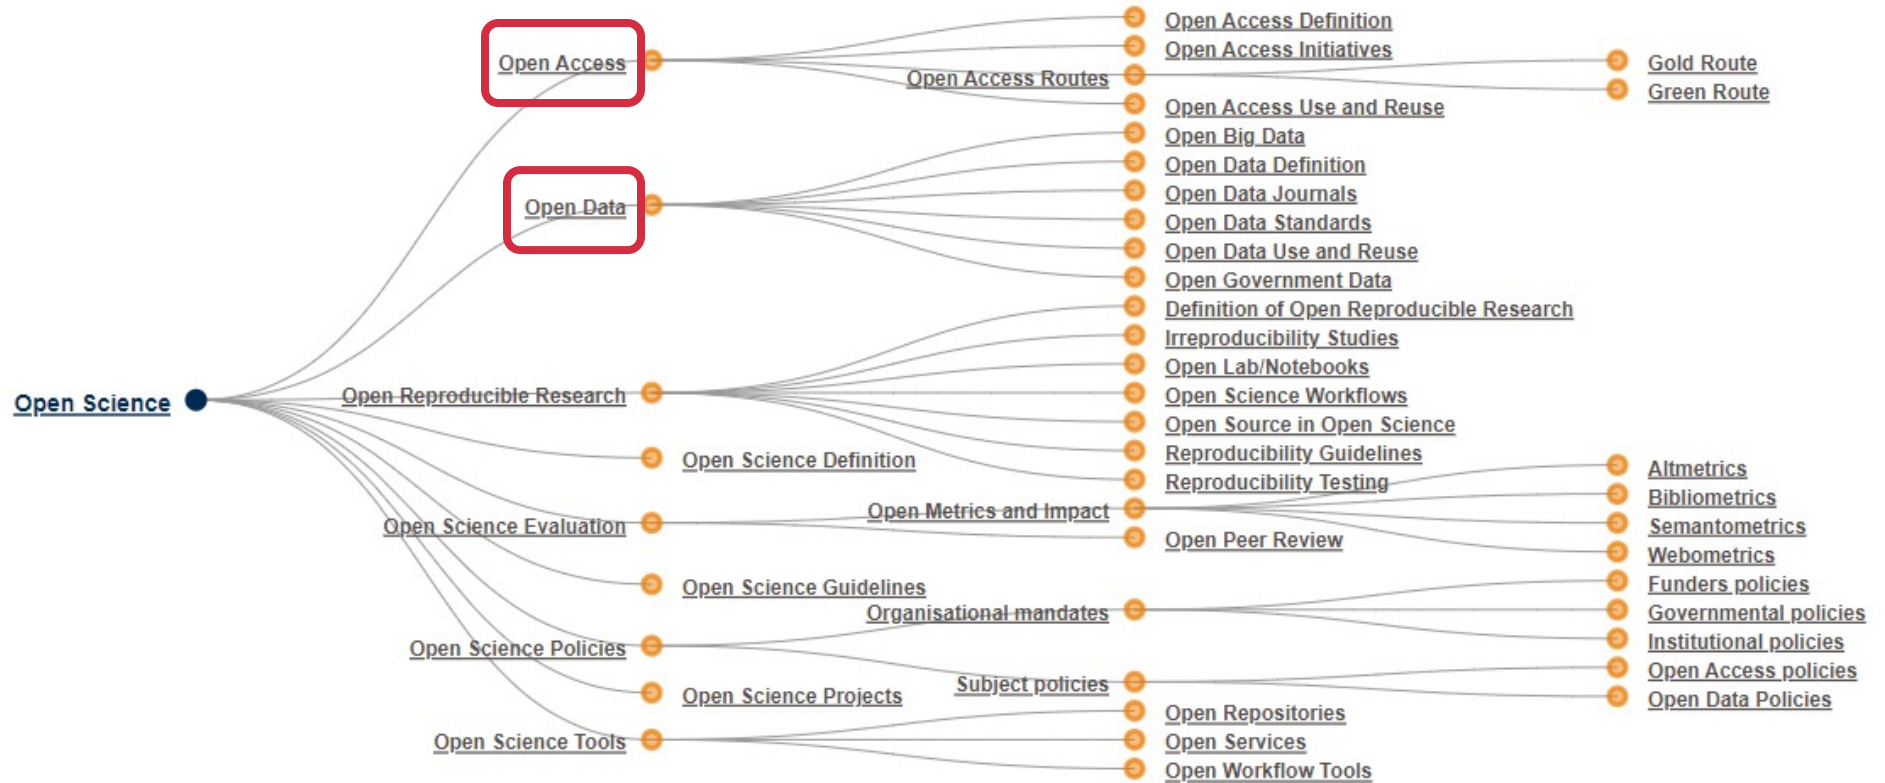 Open Science
Open Access
Open Access Definition
Open Access Initiatives
Open Access Routes
Gold Route
Green Route
Open Access Use and Reuse
Open Data
Open Big Data
Open Data Definition
Open Data Journals
Open Data Standards
Open Data Use and Reuse
Open Government Data
Open Reproducible Research
Definition of Open Reproducible Research
Irreproducibility Studies
Open Lab/Notebooks
Open Science Workflows
Open Source in Open Science
Reproducibility Guidelines
Reproducibility Testing
Open Science Definition
Open Science Evaluation
Open Metrics and Impact
Altmetrics
Bibliometrics
Semantometrics
Webometrics
Open Peer Review
Open Science Guidelines
Open Science Policies
Organisational mandates
Funders policies
Governmental policies
Institutional policies
Subject policies
Open Access policies
Open Data Policies
Open Science Projects
Open Science Tools
Open Repositories
Open Services
Open Workflow Tools